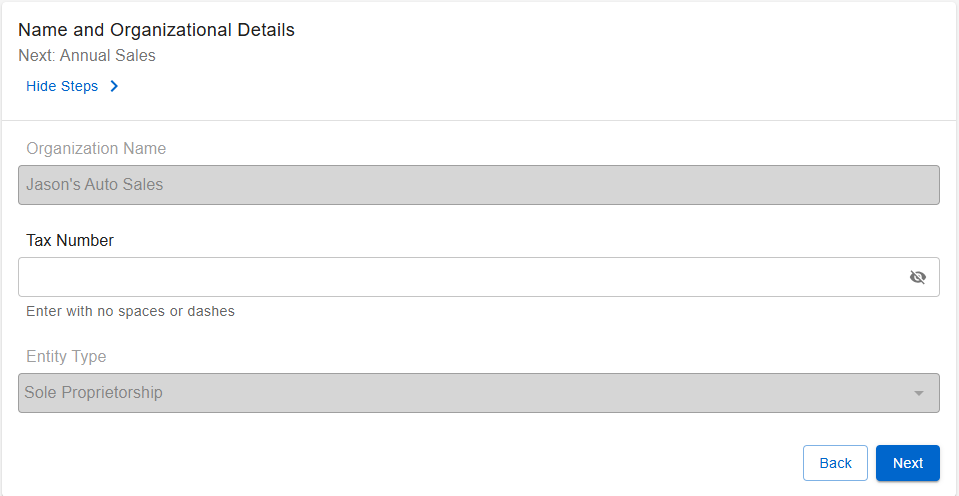 Name and Organizational Details
Next: Annual Sales
Hide Steps
Organization Name
Jason's Auto Sales
Tax Number
Enter with no spaces or dashes
Entity Type
Sole Proprietorship
Back Next